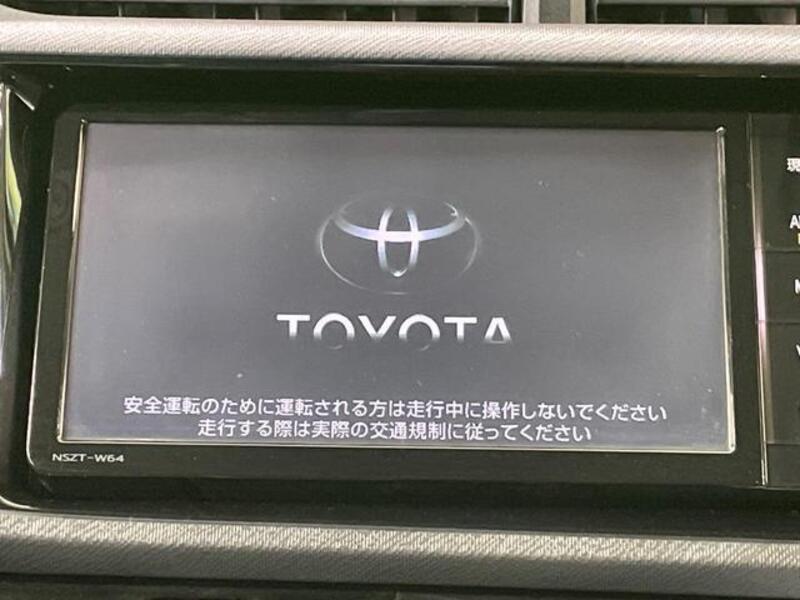 TOYOTA
安全運転のために運転される方は走行中に操作しないでください
走行する際は実際の交通規制に従ってください
NSZT-W64
現